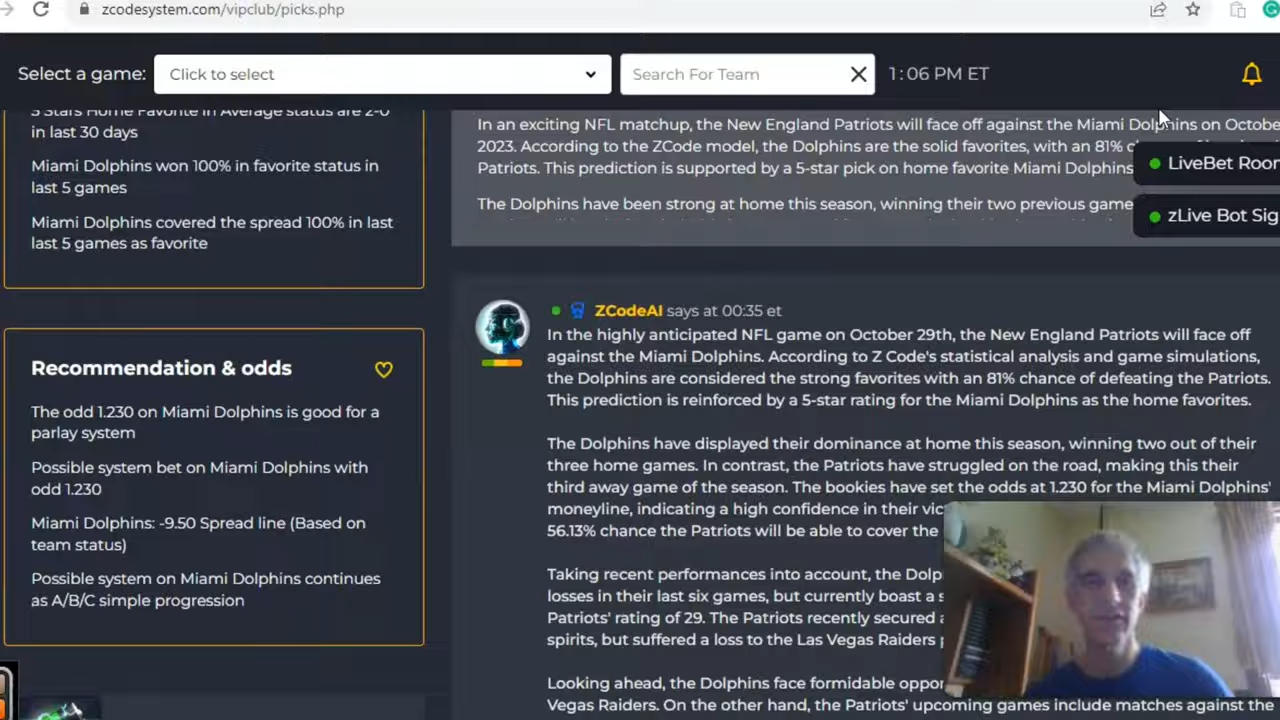 zcodesystem.com/vipclub/picks.php
Select a game:
Click to select
Search For Team
1:06 PM ET
5 Stars Home Favorite in Average status are 2-0
in last 30 days
Miami Dolphins won 100% in favorite status in
last 5 games
Miami Dolphins covered the spread 100% in last
last 5 games as favorite
Recommendation & odds
The odd 1.230 on Miami Dolphins is good for a
parlay system
Possible system bet on Miami Dolphins with
odd 1.230
Miami Dolphins: -9.50 Spread line (Based on
team status)
Possible system on Miami Dolphins continues
as A/B/C simple progression
In an exciting NFL matchup, the New England Patriots will face off against the Miami Dolphins on Octobe
2023. According to the ZCode model, the Dolphins are the solid favorites, with an 81%
Patriots. This prediction is supported by a 5-star pick on home favorite Miami Dolphins
The Dolphins have been strong at home this season, winning their two previous game
LiveBet Roor
zLive Bot Sig
ZCodeAI says at 00:35 et
In the highly anticipated NFL game on October 29th, the New England Patriots will face off
against the Miami Dolphins. According to Z Code's statistical analysis and game simulations,
the Dolphins are considered the strong favorites with an 81% chance of defeating the Patriots.
This prediction is reinforced by a 5-star rating for the Miami Dolphins as the home favorites.
The Dolphins have displayed their dominance at home this season, winning two out of their
three home games. In contrast, the Patriots have struggled on the road, making this their
third away game of the season. The bookies have set the odds at 1.230 for the Miami Dolphins'
moneyline, indicating a high confidence in their vic
56.13% chance the Patriots will be able to cover the
Taking recent performances into account, the Dolp
losses in their last six games, but currently boast a s
Patriots' rating of 29. The Patriots recently secured a
spirits, but suffered a loss to the Las Vegas Raiders p
Looking ahead, the Dolphins face formidable oppor
Vegas Raiders. On the other hand, the Patriots' upcoming games include matches against the